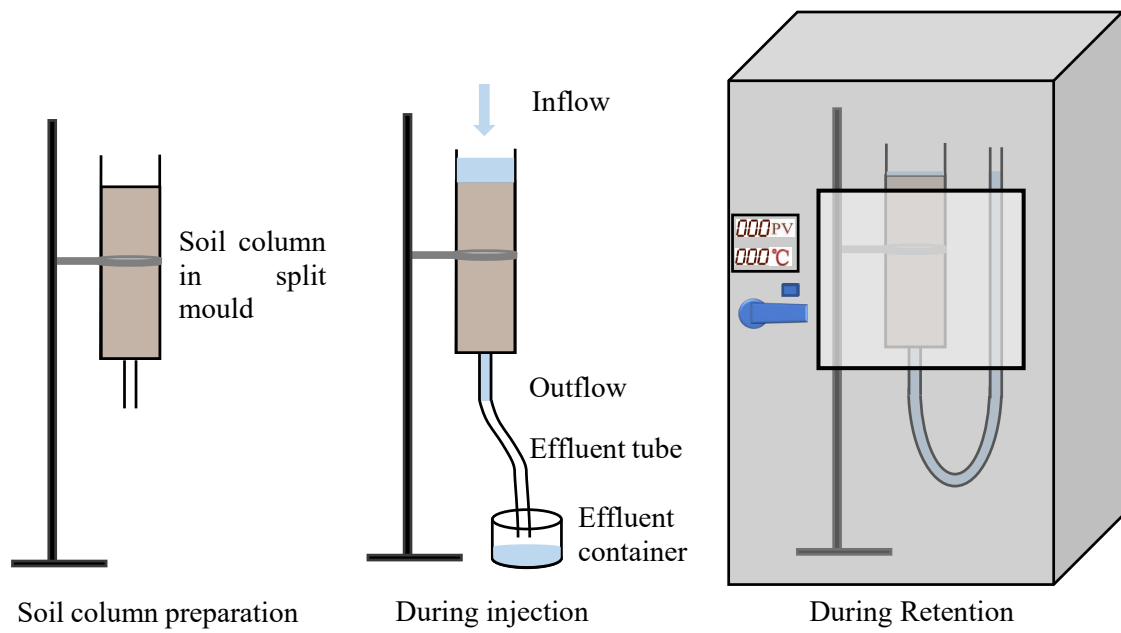 Inflow
Soil column
in split
mould
000PV
000℃
Outflow
Effluent tube
Effluent
container
Soil column preparation
During injection
During Retention